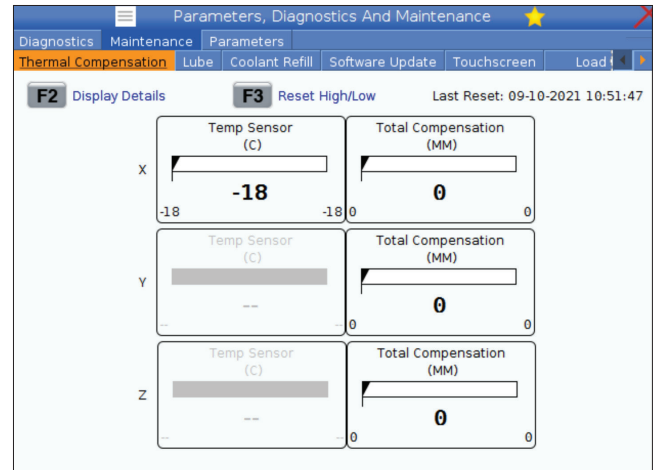 Parameters, Diagnostics And Maintenance
Diagnostics Maintenance Parameters
Thermal Compensation Lube Coolant Refill Software Update Touchscreen Load
F2 Display Details F3 Reset High/Low Last Reset: 09-10-2021 10:51:47
Temp Sensor Total Compensation
(C) (MM)
X
-18 0
-18 -18 0 0
Temp Sensor Total Compensation
(C) (MM)
Y
-- 0
-- -- 0 0
Temp Sensor Total Compensation
(C) (MM)
Z
-- 0
-- -- 0 0